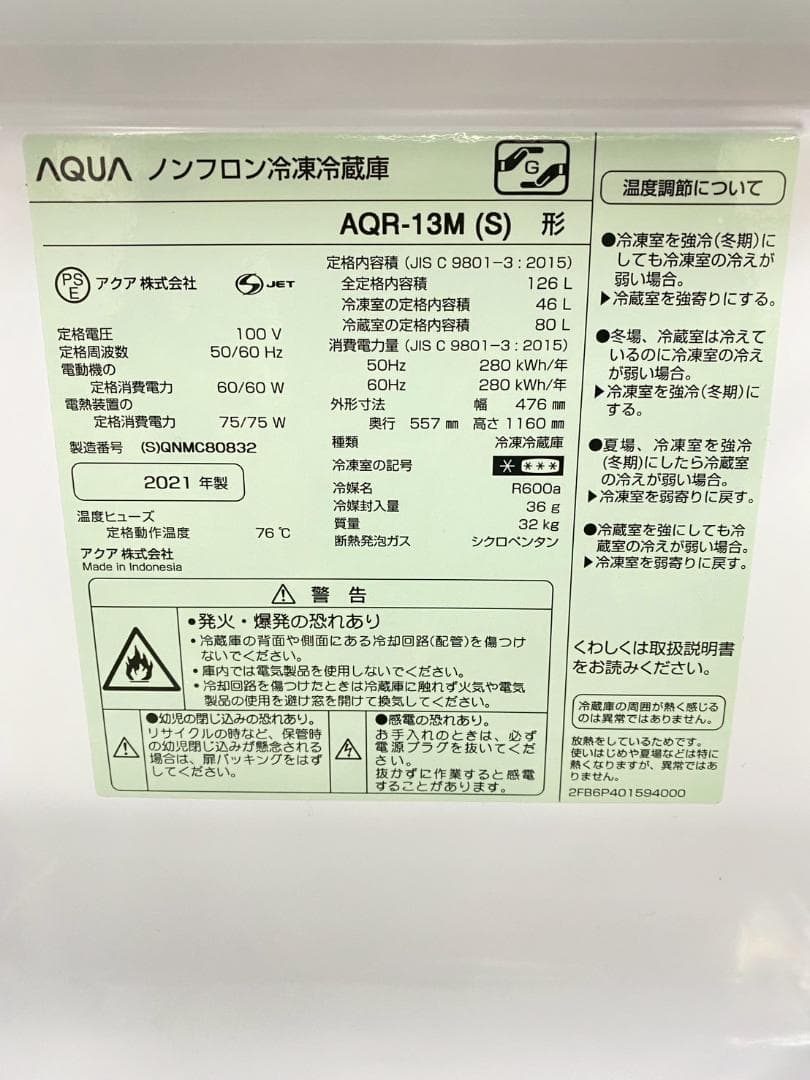 AQUA ノンフロン冷凍冷蔵庫
G
AQR-13M (S) 形
PS
E
アクア 株式会社
S JET
定格電圧 100 V
定格周波数 50/60 Hz
電動機の
定格消費電力 60/60 W
電熱装置の
定格消費電力 75/75 W
製造番号 (S)QNMC80832
2021 年製
温度ヒューズ
定格動作温度 76 ℃
アクア 株式会社
Made in Indonesia
定格内容積 (JIS C 9801-3 : 2015)
全定格内容積 126 L
冷凍室の定格内容積 46 L
冷蔵室の定格内容積 80 L
消費電力量 (JIS C 9801-3 : 2015)
50Hz 280 kWh/年
60Hz 280 kWh/年
外形寸法 幅 476 mm
奥行 557 mm 高さ 1160 mm
種類 冷凍冷蔵庫
冷凍室の記号 * ***
冷媒名 R600a
冷媒封入量 36 g
質量 32 kg
断熱発泡ガス シクロペンタン
警 告
●発火・爆発の恐れあり
・冷蔵庫の背面や側面にある冷却回路(配管)を傷つけ
ないでください。
・庫内では電気製品を使用しないでください。
・冷却回路を傷つけたときは冷蔵庫に触れず火気や電気
製品の使用を避け窓を開けて換気してください。
●幼児の閉じ込みの恐れあり。
リサイクルの時など、保管時
の幼児閉じ込みが懸念される
場合は、扉パッキングをはず
してください。
●感電の恐れあり。
お手入れのときは、必ず
電源プラグを抜いてくだ
さい。
抜かずに作業すると感電
することがあります。
温度調節について
●冷凍室を強冷(冬期)に
しても冷凍室の冷えが
弱い場合。
▶冷蔵室を強寄りにする。
●冬場、冷蔵室は冷えて
いるのに冷凍室の冷え
が弱い場合。
▶冷凍室を強冷(冬期)に
する。
●夏場、冷凍室を強冷
(冬期)にしたら冷蔵室
の冷えが弱い場合。
▶冷凍室を弱寄りに戻す。
●冷蔵室を強にしても冷
蔵室の冷えが弱い場合。
▶冷凍室を弱寄りに戻す。
くわしくは取扱説明書
をお読みください。
冷蔵庫の周囲が熱く感じる
のは異常ではありません。
放熱をしているためです。
使いはじめや夏場などは特に
熱くなりますが、異常ではあ
りません。
2FB6P401594000